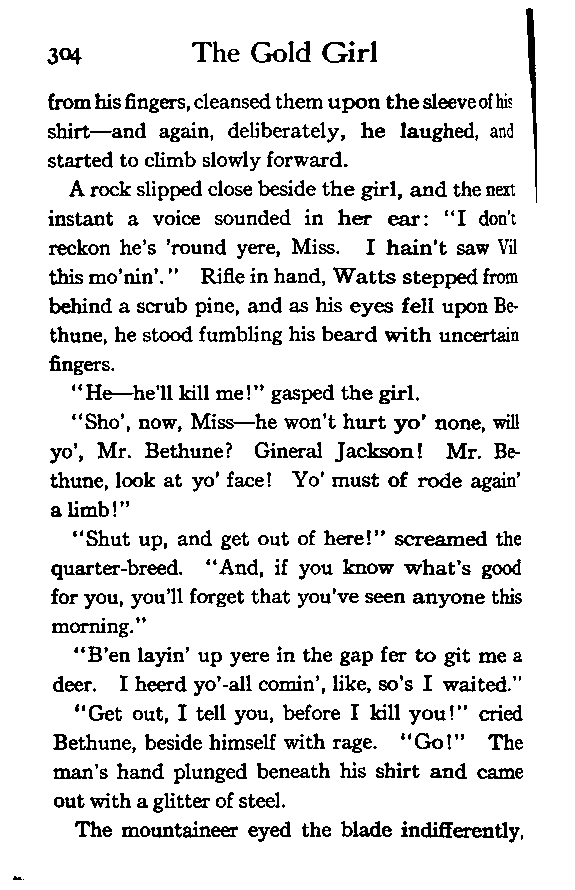 304 The Gold Girl
from his fingers, cleansed them upon the sleeve of his
shirt—and again, deliberately, he laughed, and
started to climb slowly forward.
A rock slipped close beside the girl, and the next
instant a voice sounded in her ear: "I don't
reckon he's 'round yere, Miss. I hain't saw Vil
this mo'nin'." Rifle in hand, Watts stepped from
behind a scrub pine, and as his eyes fell upon Be-
thune, he stood fumbling his beard with uncertain
fingers.
"He—he'll kill me!" gasped the girl.
"Sho', now, Miss—he won't hurt yo' none, will
yo', Mr. Bethune? Gineral Jackson! Mr. Be-
thune, look at yo' face! Yo' must of rode again'
a limb!"
"Shut up, and get out of here!" screamed the
quarter-breed. "And, if you know what's good
for you, you'll forget that you've seen anyone this
morning."
"B'en layin' up yere in the gap fer to git me a
deer. I heerd yo'-all comin', like, so's I waited."
"Get out, I tell you, before I kill you!" cried
Bethune, beside himself with rage. "Go!" The
man's hand plunged beneath his shirt and came
out with a glitter of steel.
The mountaineer eyed the blade indifferently,